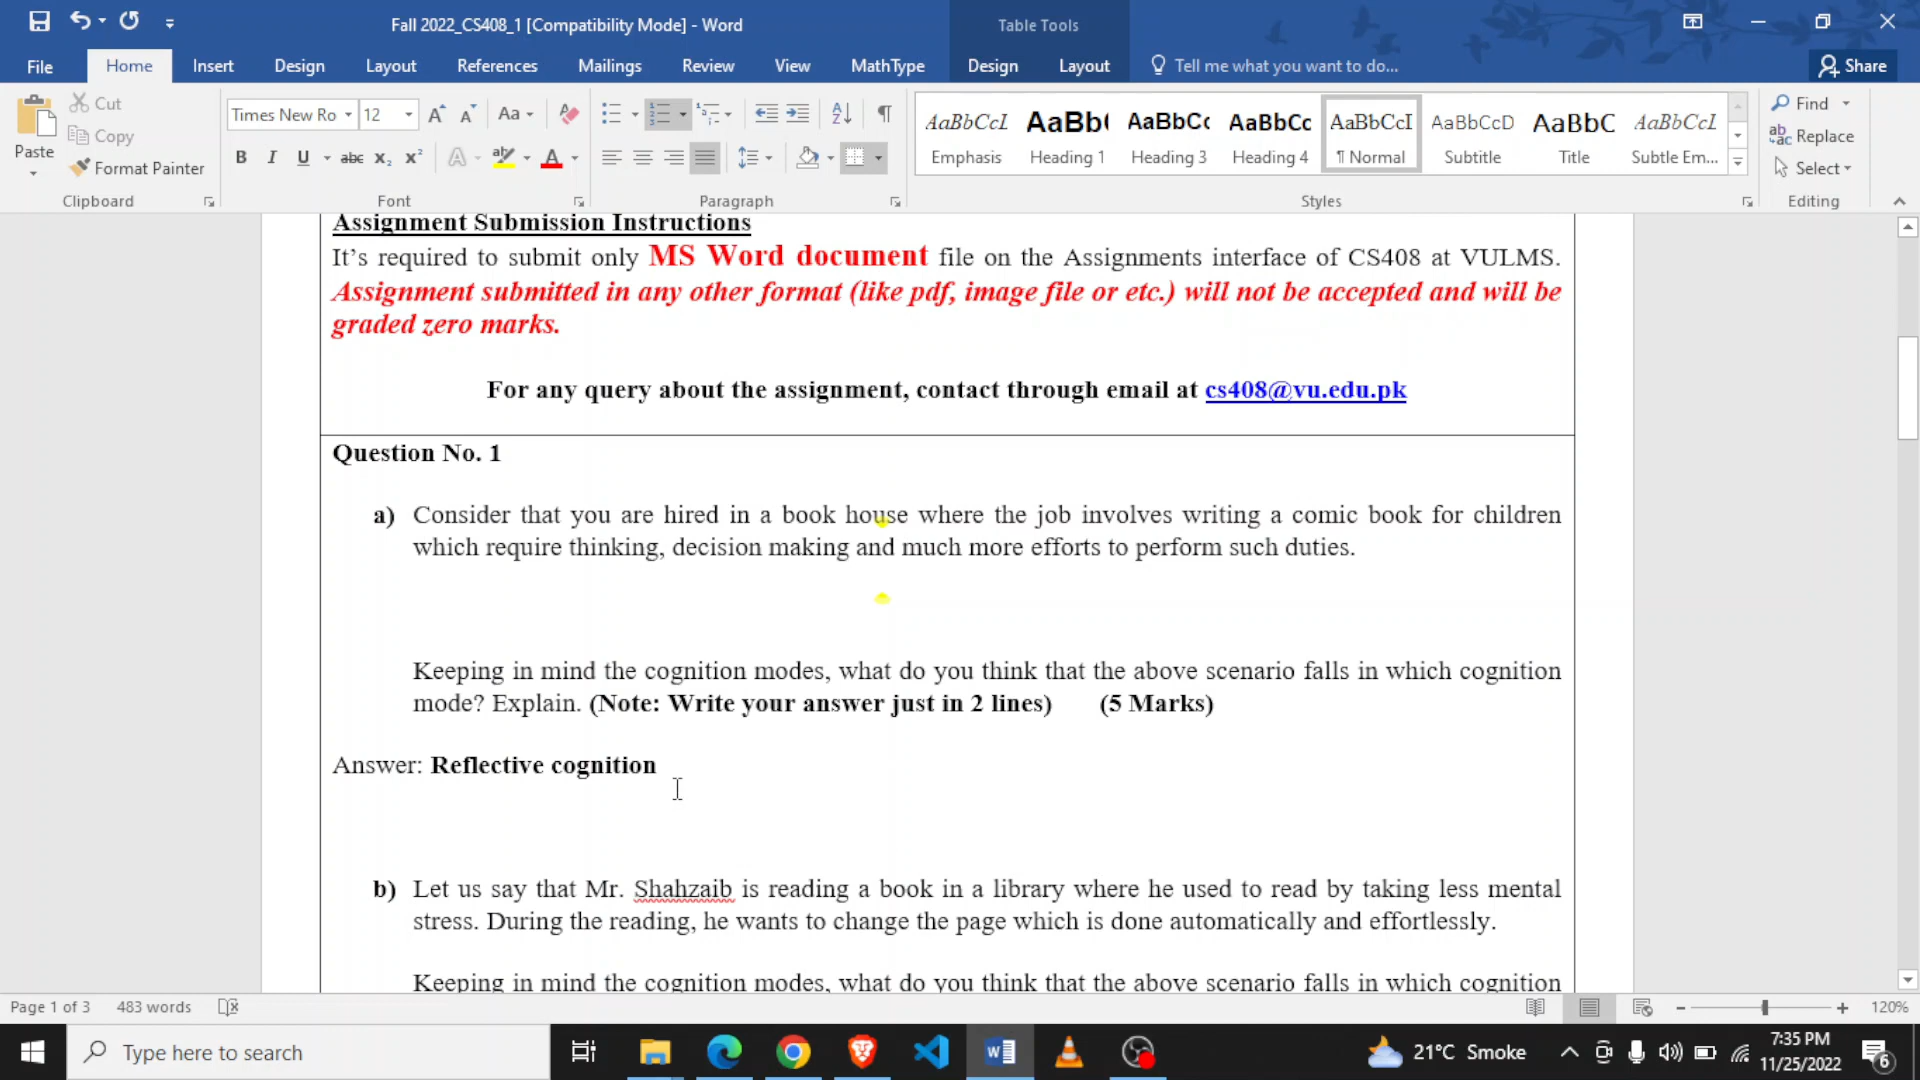 Fall 2022_CS408_1 [Compatibility Mode] - Word
Table Tools
File Home Insert Design Layout References Mailings Review View MathType Design Layout Tell me what you want to do... Share
Paste
Cut
Copy
Format Painter
Clipboard
Times New Ro 12
Font
Paragraph
AaBbCcI AaBb( AaBbCc AaBbCc AaBbCcI AaBbCcD AaBbC AaBbCcL
Emphasis Heading 1 Heading 3 Heading 4 ¶ Normal Subtitle Title Subtle Em...
Styles
Find
Replace
Select
Editing
Assignment Submission Instructions
It’s required to submit only MS Word document file on the Assignments interface of CS408 at VULMS.
Assignment submitted in any other format (like pdf, image file or etc.) will not be accepted and will be
graded zero marks.
For any query about the assignment, contact through email at cs408@vu.edu.pk
Question No. 1
a) Consider that you are hired in a book house where the job involves writing a comic book for children
which require thinking, decision making and much more efforts to perform such duties.
Keeping in mind the cognition modes, what do you think that the above scenario falls in which cognition
mode? Explain. (Note: Write your answer just in 2 lines) (5 Marks)
Answer: Reflective cognition
b) Let us say that Mr. Shahzaib is reading a book in a library where he used to read by taking less mental
stress. During the reading, he wants to change the page which is done automatically and effortlessly.
Keeping in mind the cognition modes, what do you think that the above scenario falls in which cognition
Page 1 of 3 483 words 120%
Type here to search
21°C Smoke
7:35 PM
11/25/2022
6